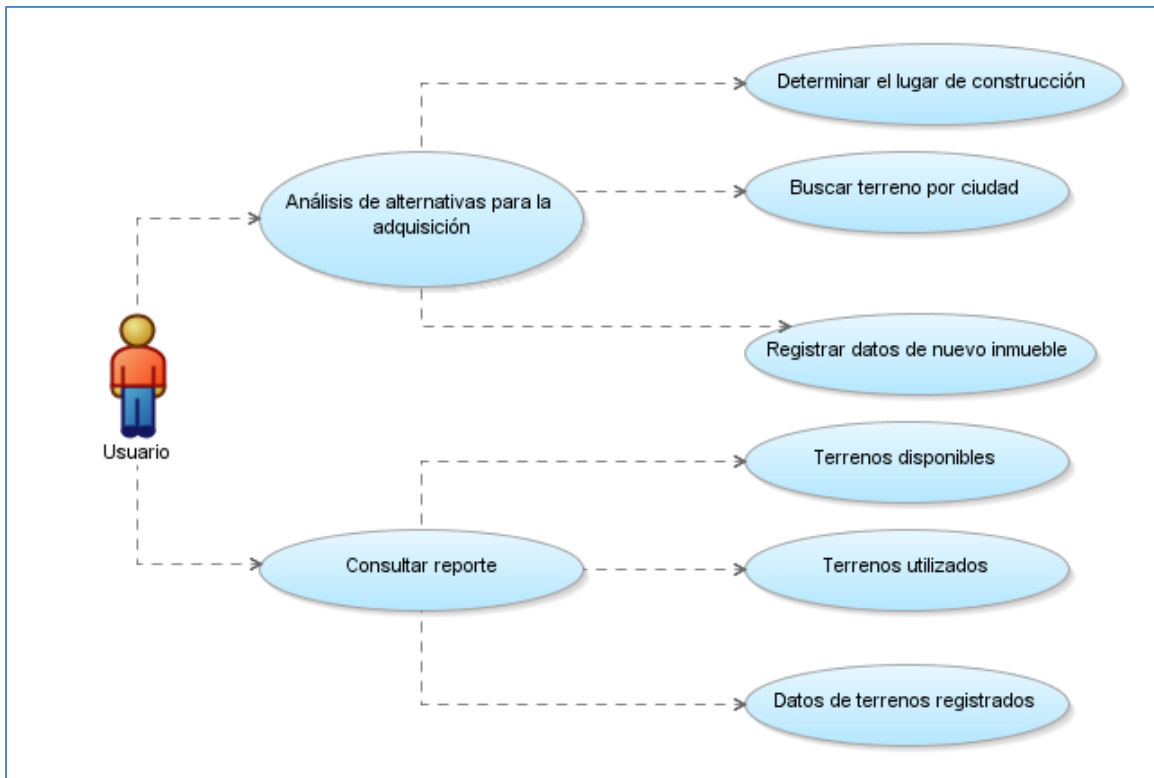 Determinar el lugar de construcción
Buscar terreno por ciudad
Análisis de alternativas para la
adquisición
Registrar datos de nuevo inmueble
Usuario
Terrenos disponibles
Consultar reporte
Terrenos utilizados
Datos de terrenos registrados